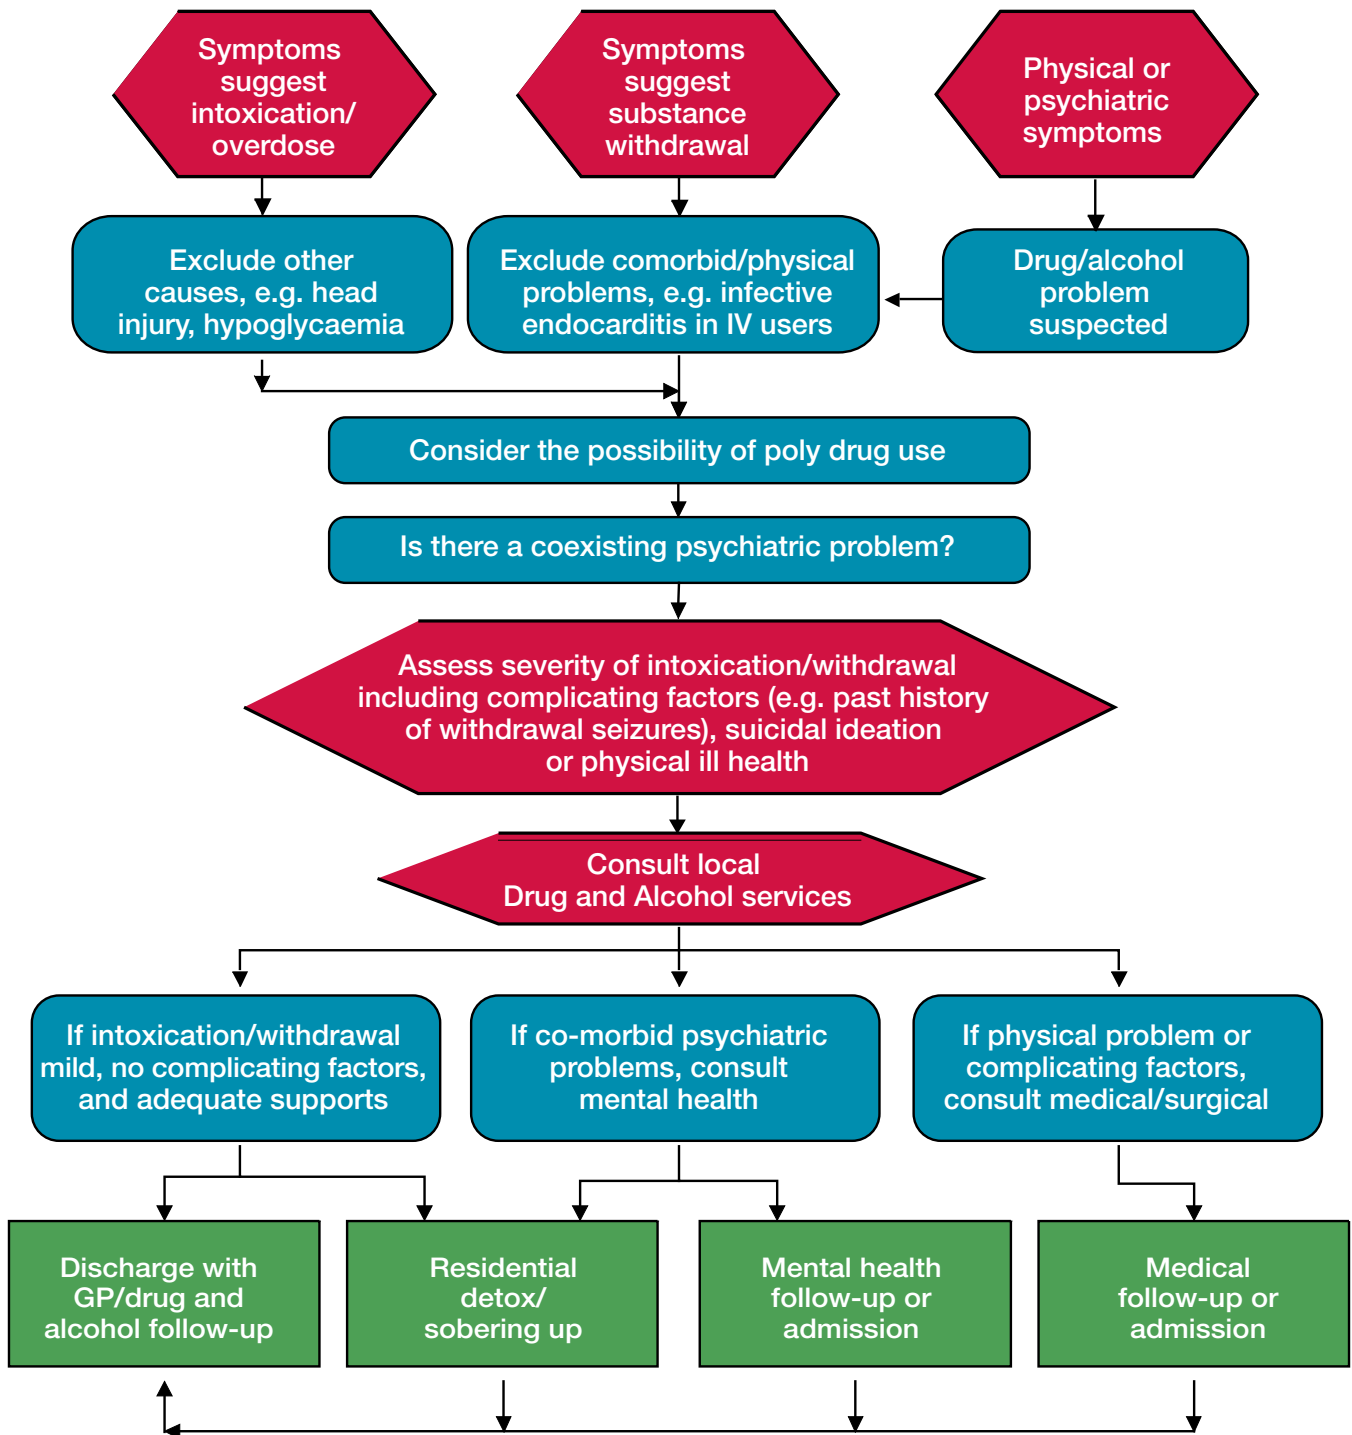 Symptoms
suggest
intoxication/
overdose
Symptoms
suggest
substance
withdrawal
Physical or
psychiatric
symptoms
Exclude other
causes, e.g. head
injury, hypoglycaemia
Exclude comorbid/physical
problems, e.g. infective
endocarditis in IV users
Drug/alcohol
problem
suspected
Consider the possibility of poly drug use
Is there a coexisting psychiatric problem?
Assess severity of intoxication/withdrawal
including complicating factors (e.g. past history
of withdrawal seizures), suicidal ideation
or physical ill health
Consult local
Drug and Alcohol services
If intoxication/withdrawal
mild, no complicating factors,
and adequate supports
If co-morbid psychiatric
problems, consult
mental health
If physical problem or
complicating factors,
consult medical/surgical
Discharge with
GP/drug and
alcohol follow-up
Residential
detox/
sobering up
Mental health
follow-up or
admission
Medical
follow-up or
admission